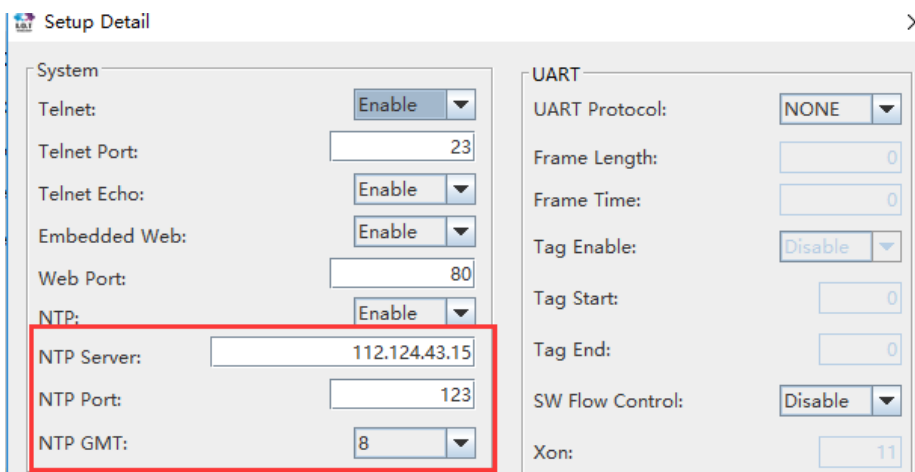 Setup Detail
System
Telnet: Enable
Telnet Port: 23
Telnet Echo: Enable
Embedded Web: Enable
Web Port: 80
NTP: Enable
NTP Server: 112.124.43.15
NTP Port: 123
NTP GMT: 8
UART
UART Protocol: NONE
Frame Length: 0
Frame Time: 0
Tag Enable: Disable
Tag Start: 0
Tag End: 0
SW Flow Control: Disable
Xon: 11